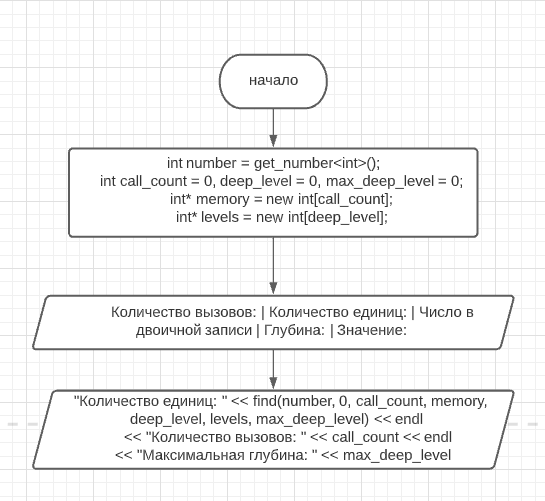 начало
int number = get_number<int>();
int call_count = 0, deep_level = 0, max_deep_level = 0;
int* memory = new int[call_count];
int* levels = new int[deep_level];
Количество вызовов: | Количество единиц: | Число в
двоичной записи | Глубина: | Значение:
"Количество единиц: " << find(number, 0, call_count, memory,
deep_level, levels, max_deep_level) << endl
<< "Количество вызовов: " << call_count << endl
<< "Максимальная глубина: " << max_deep_level